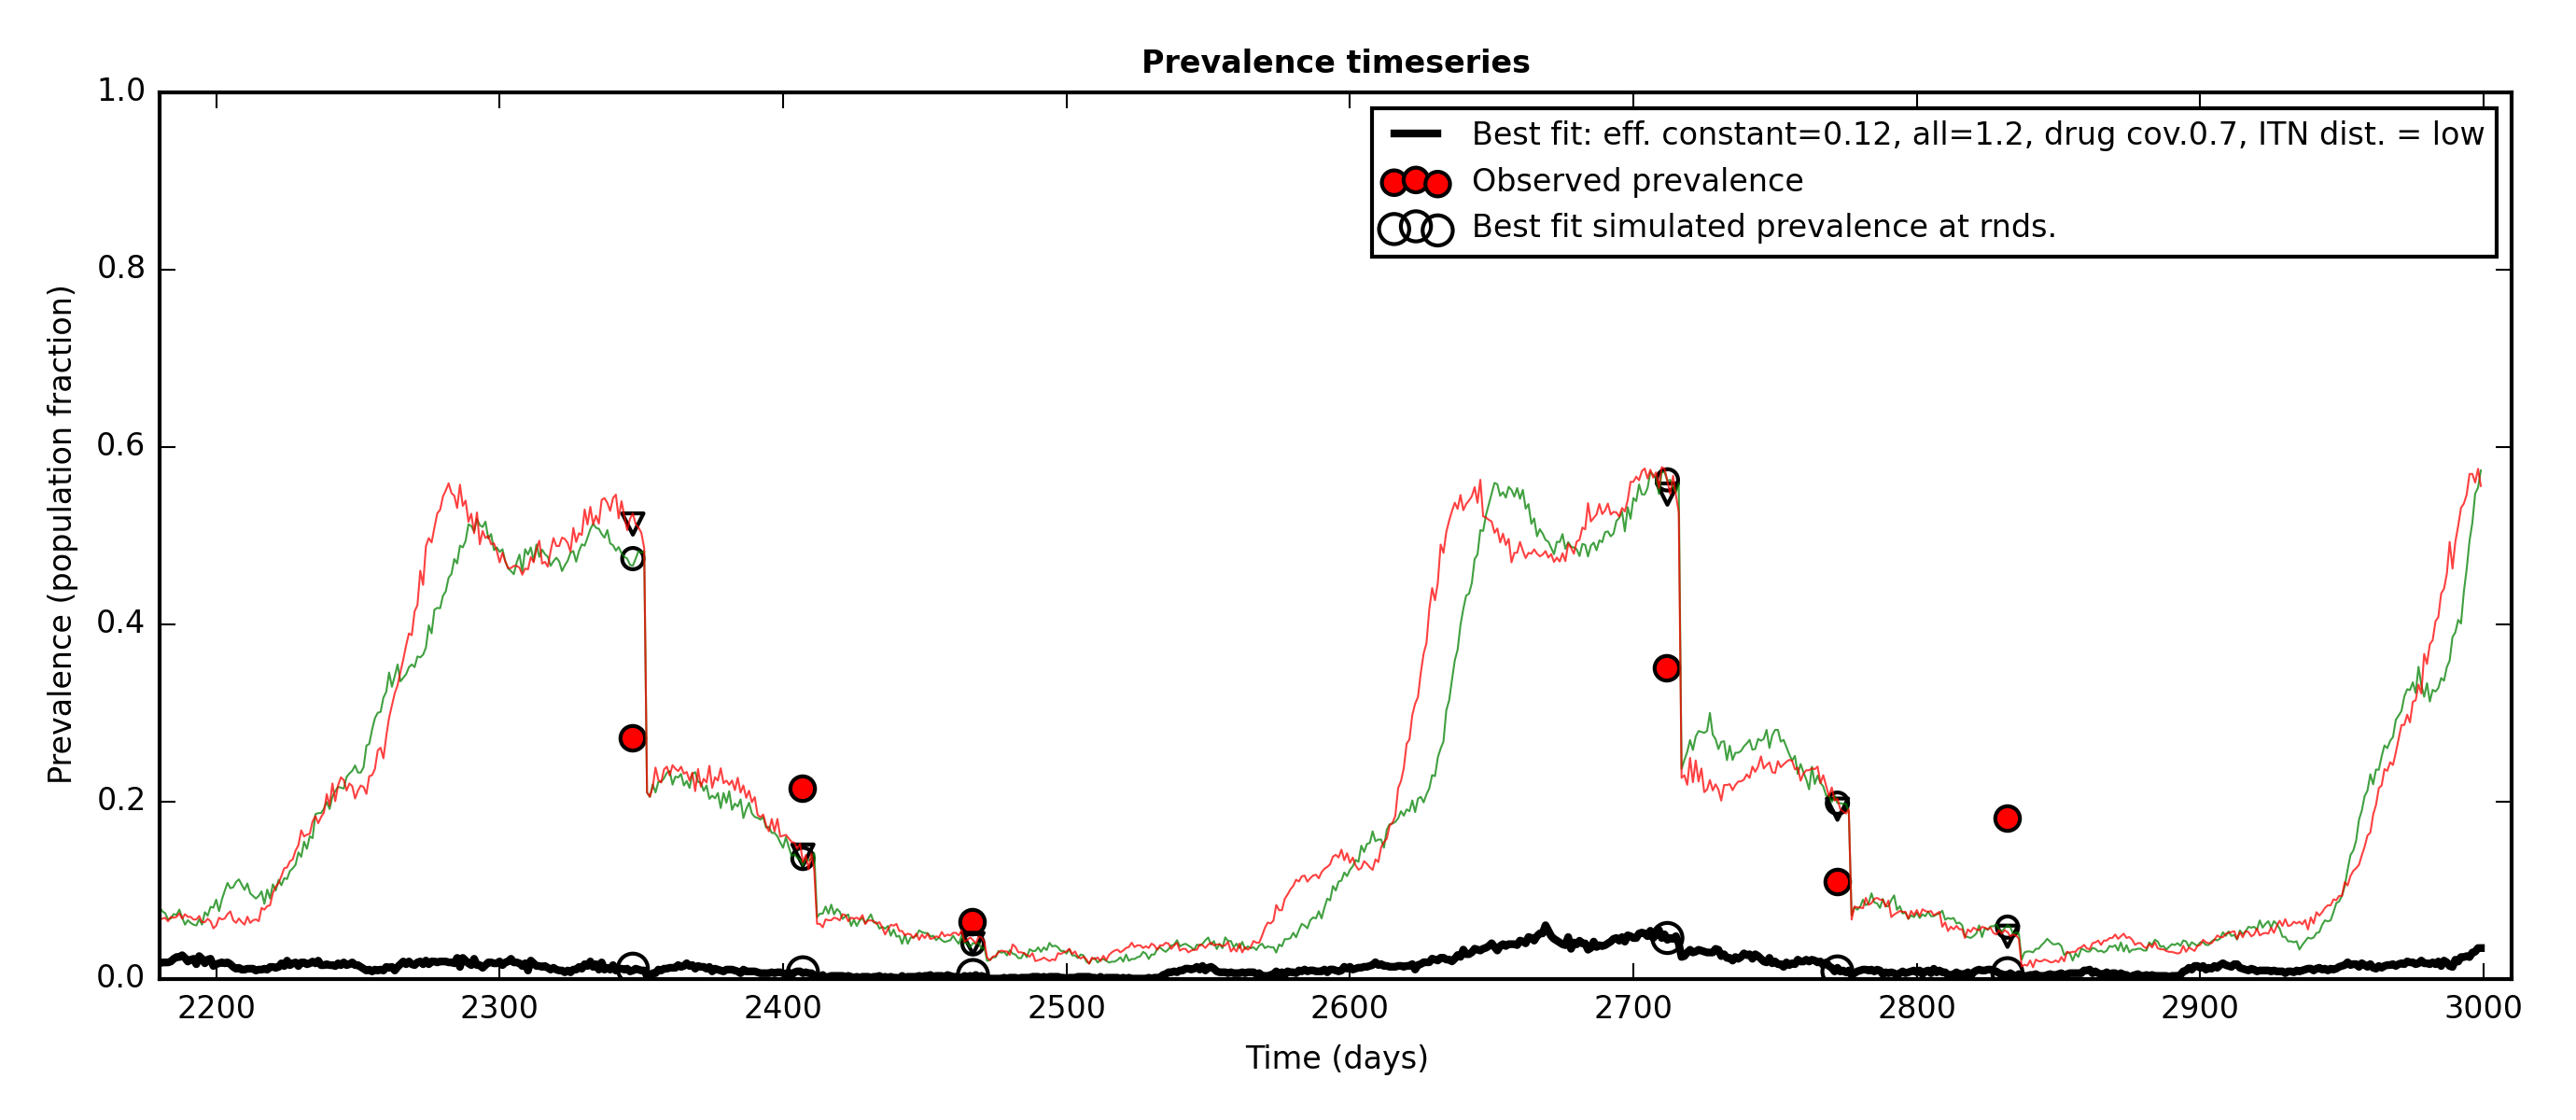 Prevalence timeseries
1.0
0.8
0.6
0.4
0.2
0.0
Prevalence (population fraction)
Best fit: eff. constant=0.12, all=1.2, drug cov.0.7, ITN dist. = low
Observed prevalence
Best fit simulated prevalence at rnds.
2200 2300 2400 2500 2600 2700 2800 2900 3000
Time (days)